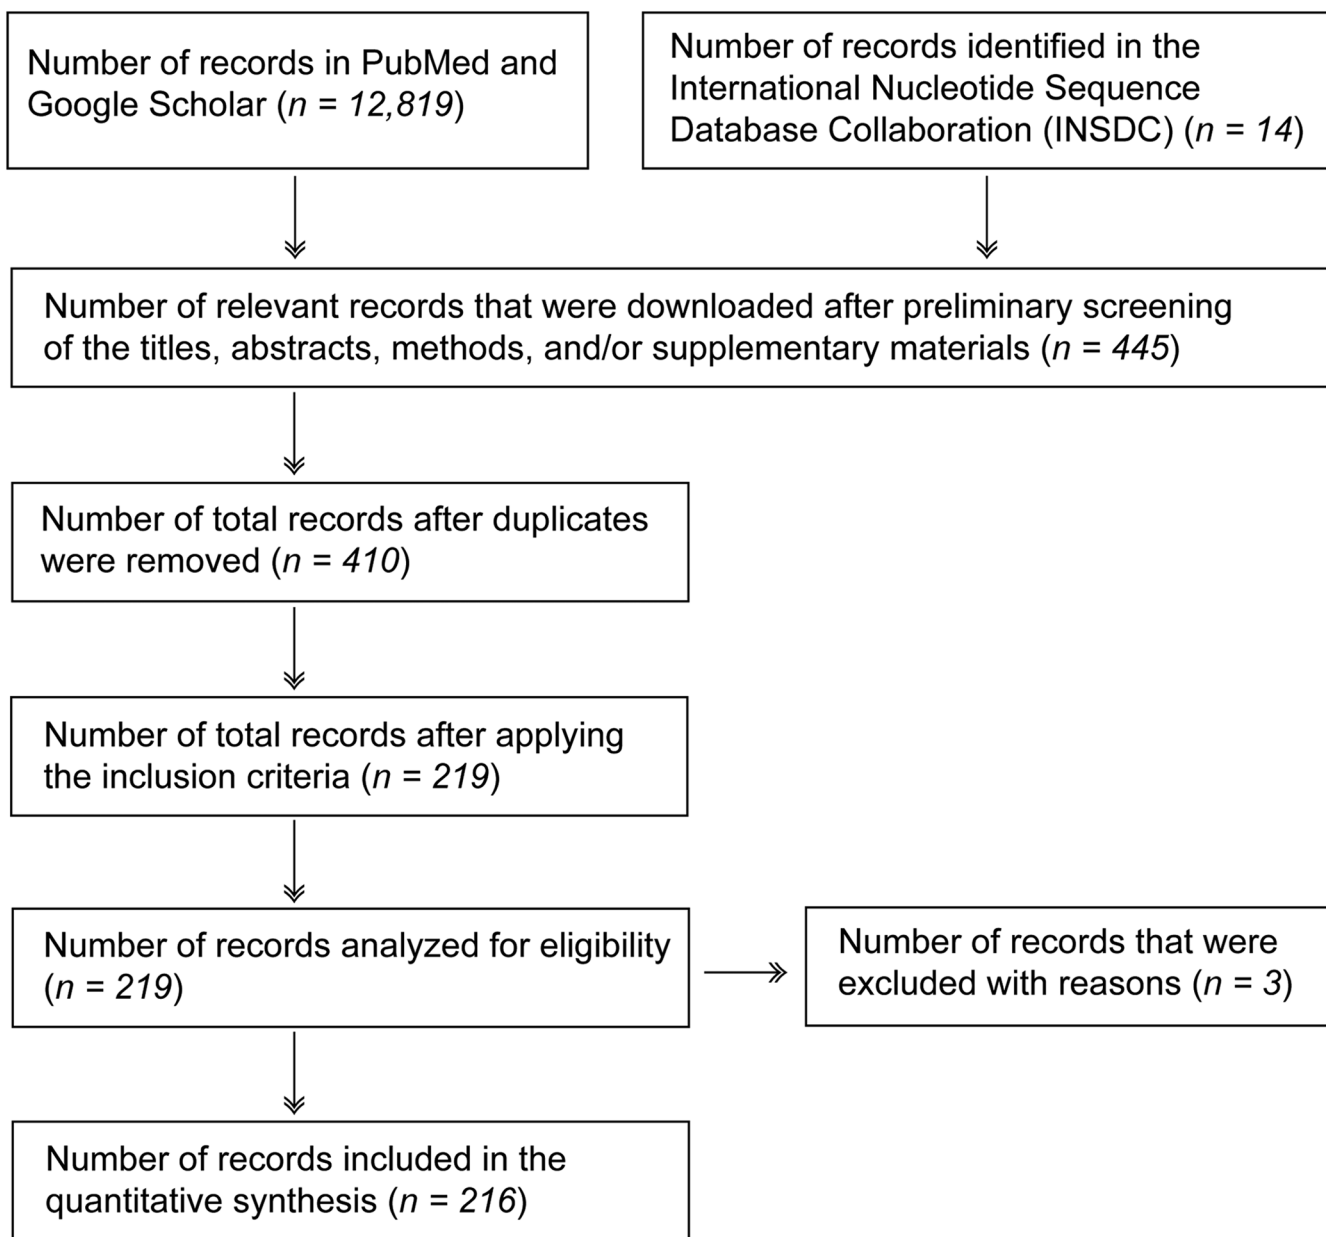 Number of records in PubMed and
Google Scholar (n = 12,819)
Number of records identified in the
International Nucleotide Sequence
Database Collaboration (INSDC) (n = 14)
Number of relevant records that were downloaded after preliminary screening
of the titles, abstracts, methods, and/or supplementary materials (n = 445)
Number of total records after duplicates
were removed (n = 410)
Number of total records after applying
the inclusion criteria (n = 219)
Number of records analyzed for eligibility
(n = 219)
Number of records that were
excluded with reasons (n = 3)
Number of records included in the
quantitative synthesis (n = 216)